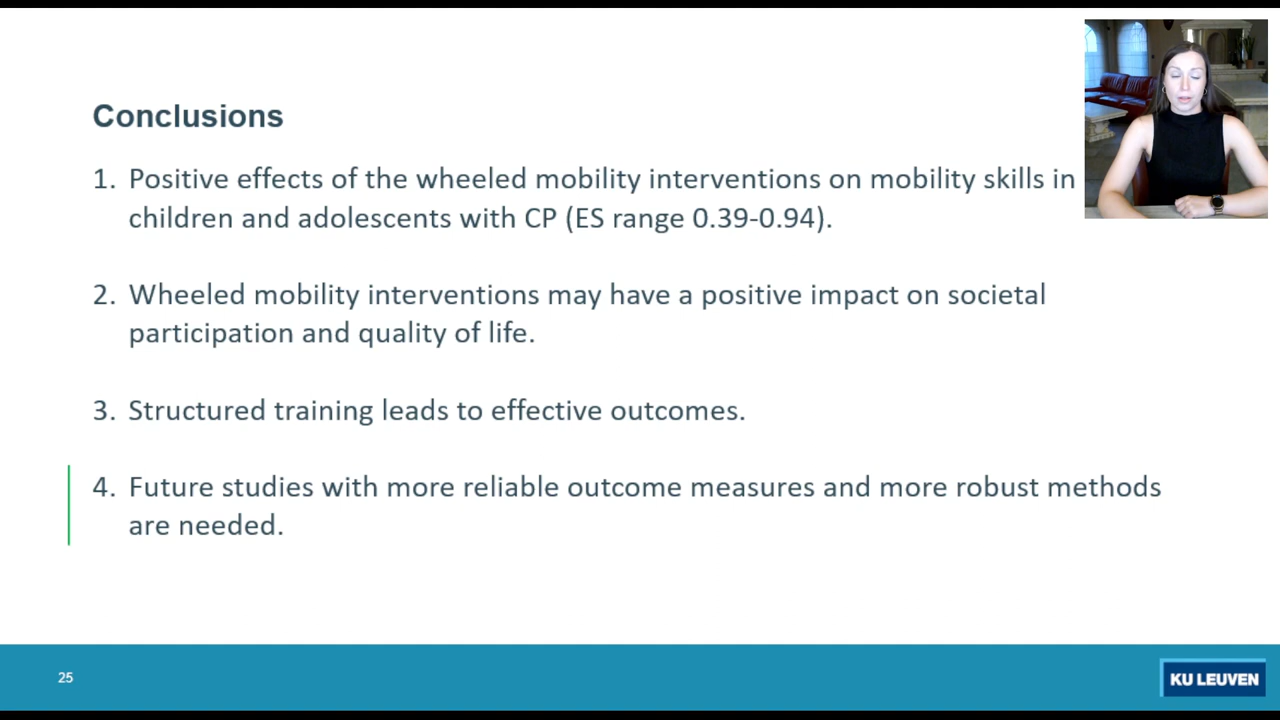 Conclusions
1. Positive effects of the wheeled mobility interventions on mobility skills in
children and adolescents with CP (ES range 0.39-0.94).
2. Wheeled mobility interventions may have a positive impact on societal
participation and quality of life.
3. Structured training leads to effective outcomes.
4. Future studies with more reliable outcome measures and more robust methods
are needed.
25
KU LEUVEN